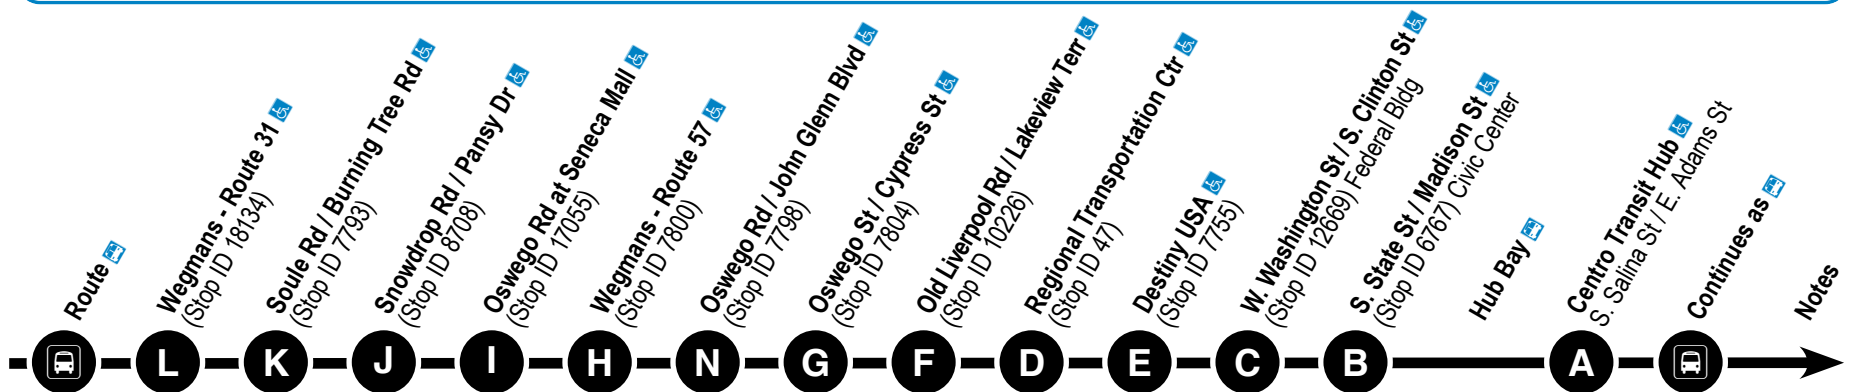 Route
Wegmans - Route 31
(Stop ID 18134)
Soule Rd / Burning Tree Rd
(Stop ID 7793)
Snowdrop Rd / Pansy Dr
(Stop ID 8708)
Oswego Rd at Seneca Mall
(Stop ID 17055)
Wegmans - Route 57
(Stop ID 7800)
Oswego Rd / John Glenn Blvd
(Stop ID 7798)
Oswego St / Cypress St
(Stop ID 7804)
Old Liverpool Rd / Lakeview Terr
(Stop ID 10226)
Regional Transportation Ctr
(Stop ID 47)
Destiny USA
(Stop ID 7755)
W. Washington St / S. Clinton St
(Stop ID 12669) Federal Bldg
S. State St / Madison St
(Stop ID 6767) Civic Center
Hub Bay
Centro Transit Hub
S. Salina St / E. Adams St
Continues as
Notes
L K J I H N G F D E C B A